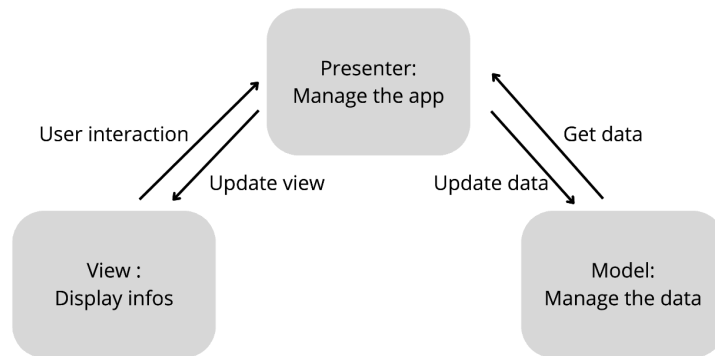 Presenter:
Manage the app
User interaction
Get data
Update view
Update data
View :
Display infos
Model:
Manage the data